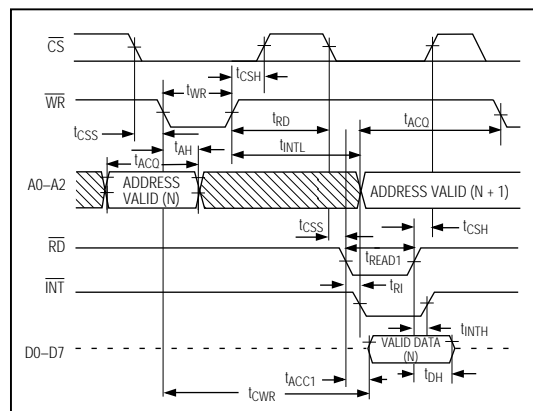 CS
tCSH
tWR
WR
tRD
tACQ
tCSS
tAH
tINTL
tACQ
A0–A2
ADDRESS
VALID (N)
ADDRESS VALID (N + 1)
tCSS
tCSH
RD
tREAD1
tRI
INT
tINTH
VALID DATA
(N)
D0–D7
tACC1
tDH
tCWR